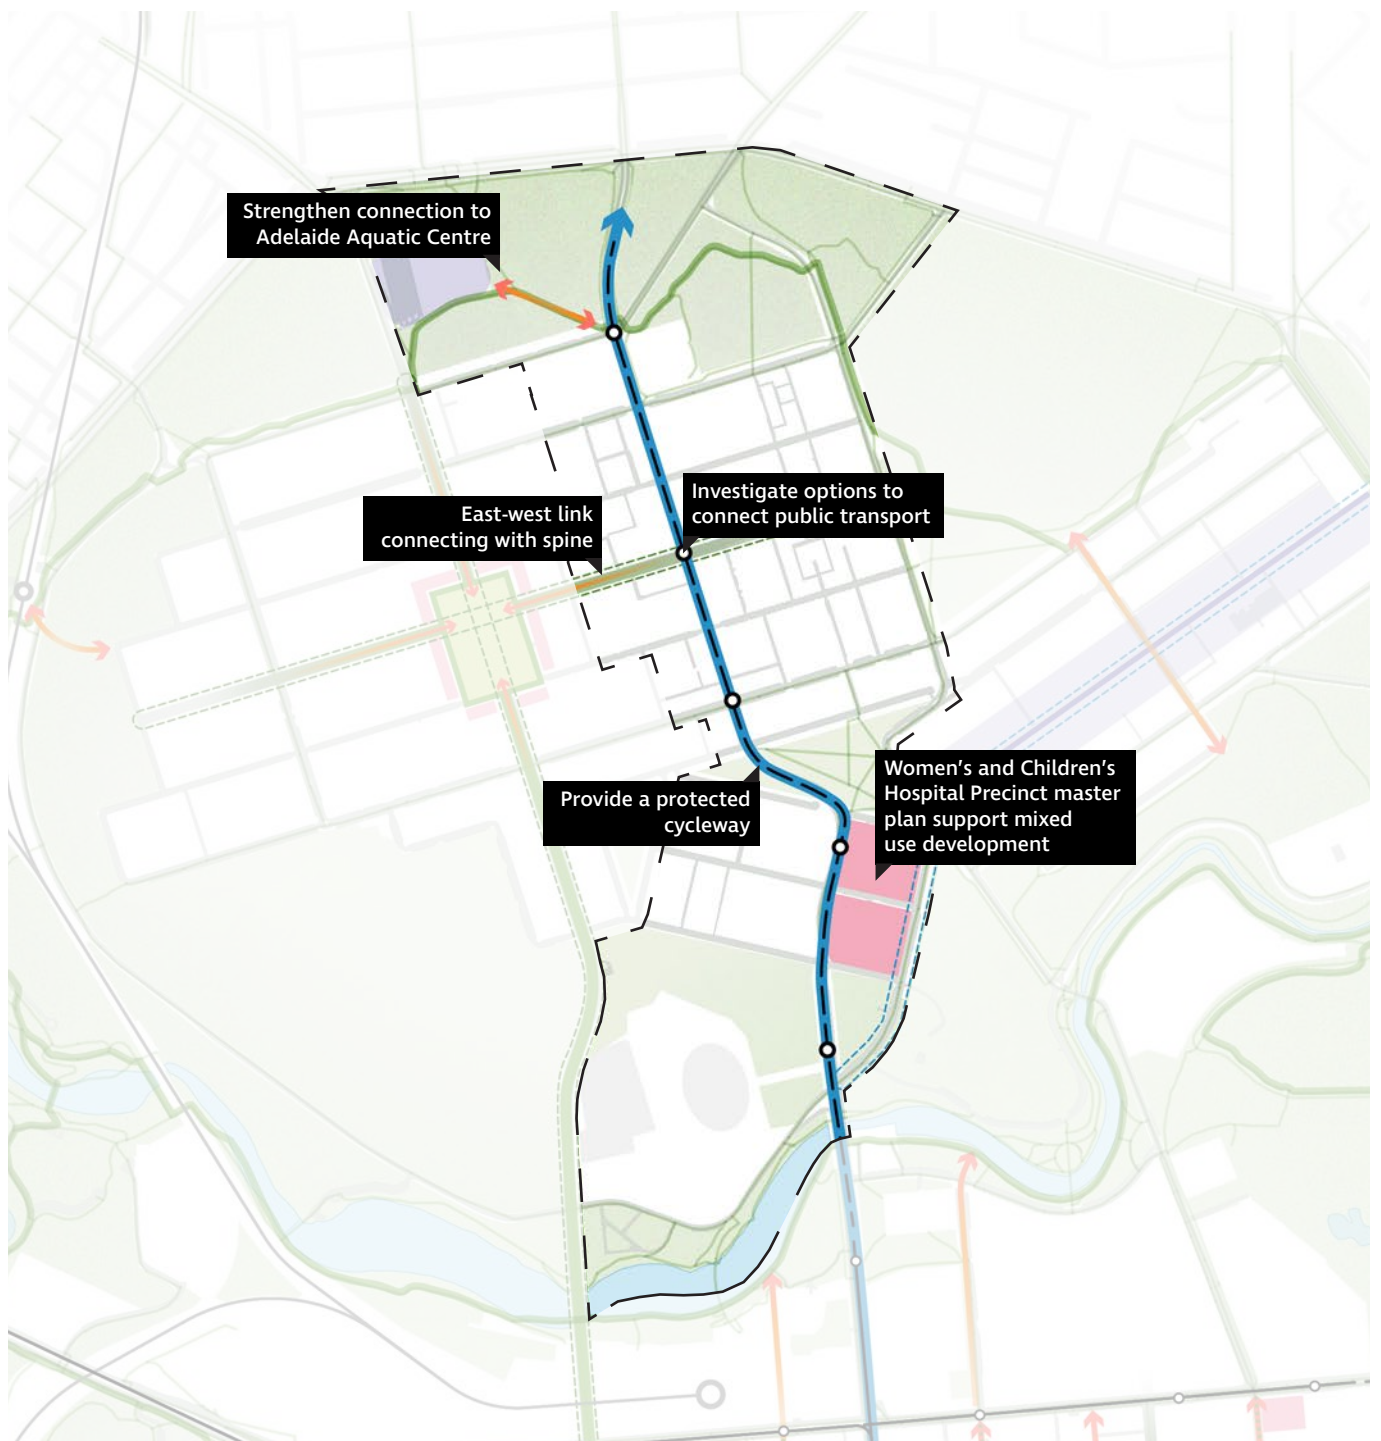 Strengthen connection to
Adelaide Aquatic Centre
Investigate options to
connect public transport
East-west link
connecting with spine
Women’s and Children’s
Hospital Precinct master
plan support mixed
use development
Provide a protected
cycleway